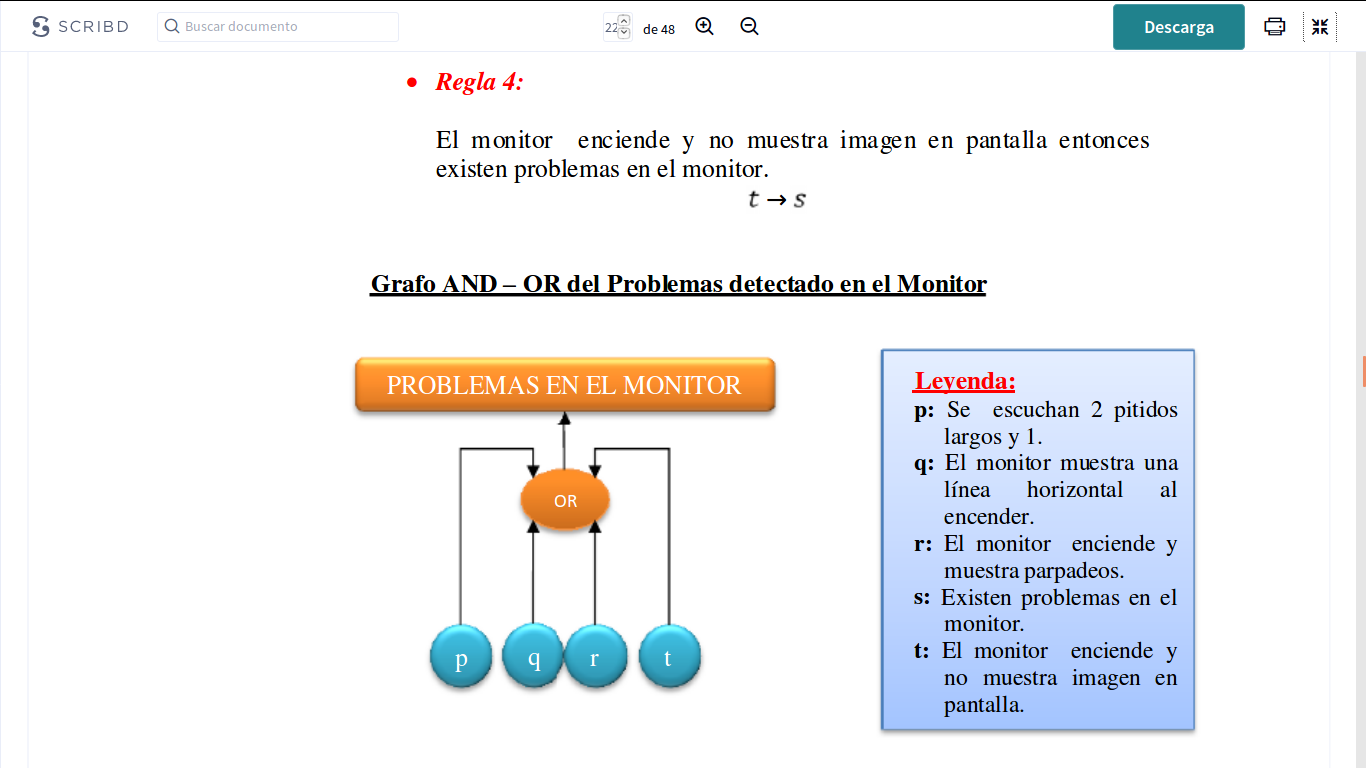 SCRIBD
Buscar documento
22
de 48
Descarga
• Regla 4:
El monitor enciende y no muestra imagen en pantalla entonces
existen problemas en el monitor.
t → s
Grafo AND – OR del Problemas detectado en el Monitor
PROBLEMAS EN EL MONITOR
OR
p
q
r
t
Leyenda:
p: Se escuchan 2 pitidos
largos y 1.
q: El monitor muestra una
línea horizontal al
encender.
r: El monitor enciende y
muestra parpadeos.
s: Existen problemas en el
monitor.
t: El monitor enciende y
no muestra imagen en
pantalla.